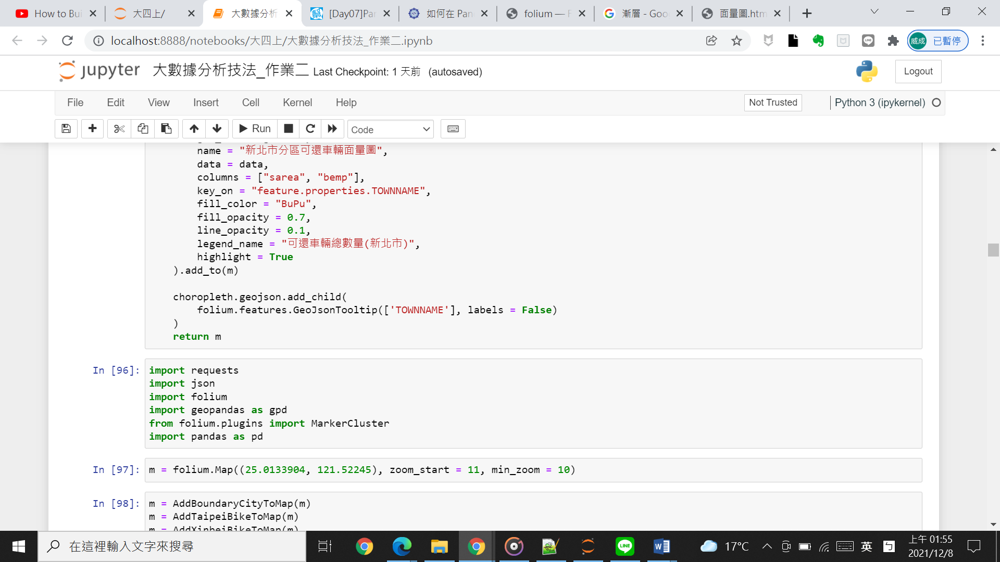 How to Bui
大四上/
大數據分析
[Day07]Pan
如何在 Pan
folium — F
漸層 - Goo
面量圖.htm
localhost:8888/notebooks/大四上/大數據分析技法_作業二.ipynb
威成 已暫停
jupyter 大數據分析技法_作業二 Last Checkpoint: 1 天前 (autosaved)
Logout
File Edit View Insert Cell Kernel Help
Not Trusted
Python 3 (ipykernel)
Run
Code
name = "新北市分區可還車輛面量圖",
data = data,
columns = ["sarea", "bemp"],
key_on = "feature.properties.TOWNNAME",
fill_color = "BuPu",
fill_opacity = 0.7,
line_opacity = 0.1,
legend_name = "可還車輛總數量(新北市)",
highlight = True
).add_to(m)
choropleth.geojson.add_child(
folium.features.GeoJsonTooltip(['TOWNNAME'], labels = False)
)
return m
In [96]:
import requests
import json
import folium
import geopandas as gpd
from folium.plugins import MarkerCluster
import pandas as pd
In [97]: m = folium.Map((25.0133904, 121.52245), zoom_start = 11, min_zoom = 10)
In [98]: m = AddBoundaryCityToMap(m)
m = AddTaipeiBikeToMap(m)
m = AddXinbeiBikeToMap(m)
在這裡輸入文字來搜尋
LINE
17°C
英
上午 01:55
2021/12/8